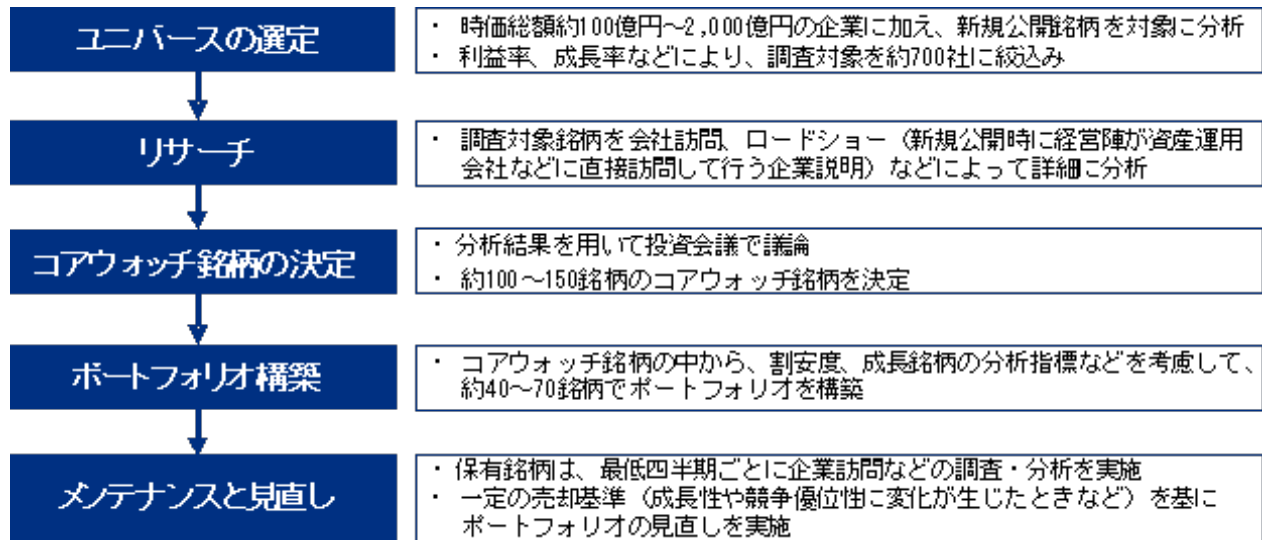 ユニバースの選定
・ 時価総額約100億円～2,000億円の企業に加え、新規公開銘柄を対象に分析
・ 利益率、成長率などにより、調査対象を約700社に絞込み
リサーチ
・ 調査対象銘柄を会社訪問、ロードショー（新規公開時に経営陣が資産運用
会社などに直接訪問して行う企業説明）などによって詳細に分析
コアウォッチ銘柄の決定
・ 分析結果を用いて投資会議で議論
・ 約100～150銘柄のコアウォッチ銘柄を決定
ポートフォリオ構築
・ コアウォッチ銘柄の中から、割安度、成長銘柄の分析指標などを考慮して、
約40～70銘柄でポートフォリオを構築
メンテナンスと見直し
・ 保有銘柄は、最低四半期ごとに企業訪問などの調査・分析を実施
・ 一定の売却基準（成長性や競争優位性に変化が生じたときなど）を基に
ポートフォリオの見直しを実施